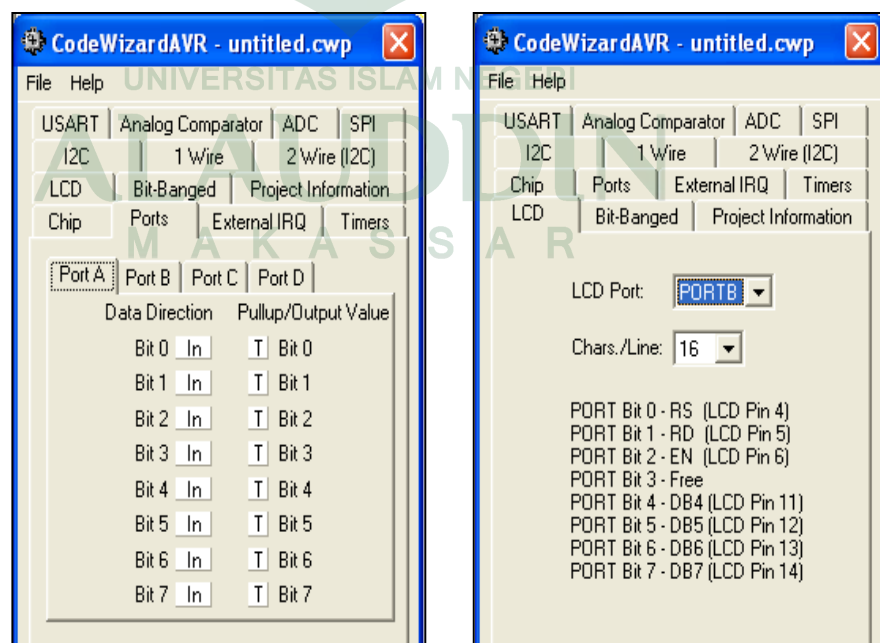 CodeWizardAVR - untitled.cwp
File Help
USART Analog Comparator ADC SPI
I2C 1 Wire 2 Wire (I2C)
LCD Bit-Banged Project Information
Chip Ports External IRQ Timers
Port A Port B Port C Port D
Data Direction Pullup/Output Value
Bit 0 In T Bit 0
Bit 1 In T Bit 1
Bit 2 In T Bit 2
Bit 3 In T Bit 3
Bit 4 In T Bit 4
Bit 5 In T Bit 5
Bit 6 In T Bit 6
Bit 7 In T Bit 7
CodeWizardAVR - untitled.cwp
File Help
USART Analog Comparator ADC SPI
I2C 1 Wire 2 Wire (I2C)
Chip Ports External IRQ Timers
LCD Bit-Banged Project Information
LCD Port: PORTB
Chars./Line: 16
PORT Bit 0 - RS (LCD Pin 4)
PORT Bit 1 - RD (LCD Pin 5)
PORT Bit 2 - EN (LCD Pin 6)
PORT Bit 3 - Free
PORT Bit 4 - DB4 (LCD Pin 11)
PORT Bit 5 - DB5 (LCD Pin 12)
PORT Bit 6 - DB6 (LCD Pin 13)
PORT Bit 7 - DB7 (LCD Pin 14)
UNIVERSITAS ISLAM NEGERI
ALAUDDIN
MAKASSAR